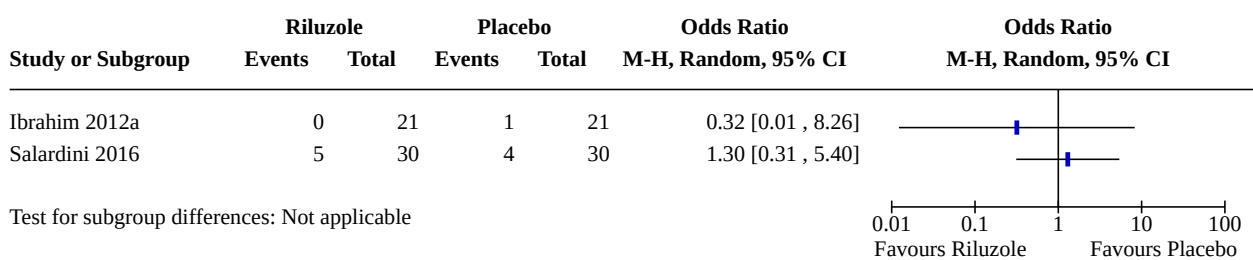 Riluzole Placebo Odds Ratio Odds Ratio
Study or Subgroup Events Total Events Total M-H, Random, 95% CI M-H, Random, 95% CI
Ibrahim 2012a 0 21 1 21 0.32 [0.01 , 8.26]
Salardini 2016 5 30 4 30 1.30 [0.31 , 5.40]
Test for subgroup differences: Not applicable
0.01 0.1 1 10 100
Favours Riluzole Favours Placebo